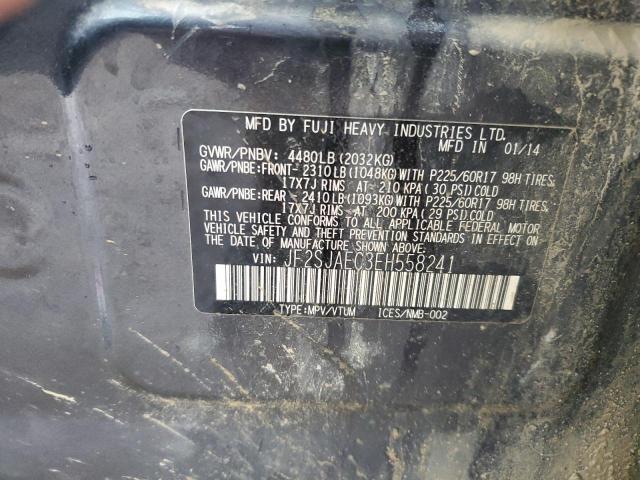 MFD BY FUJI HEAVY INDUSTRIES LTD.
MFD IN 01/14
GVWR/PNBV: 4480LB(2032KG)
GAWR/PNBE:FRONT- 2310LB(1048KG)WITH P225/60R17 98H TIRES,
17X7J RIMS AT 210 KPA(30 PSI)COLD
GAWR/PNBE:REAR - 2410LB(1093KG)WITH P225/60R17 98H TIRES,
17X7J RIMS AT 200 KPA(29 PSI)COLD
THIS VEHICLE CONFORMS TO ALL APPLICABLE FEDERAL MOTOR
VEHICLE SAFETY AND THEFT PREVENTION STANDARDS IN EFFECT
ON THE DATE OF MANUFACTURE SHOWN ABOVE.
VIN: JF2SJAEC3EH558241
TYPE:MPV/VTUM ICES/NMB-002